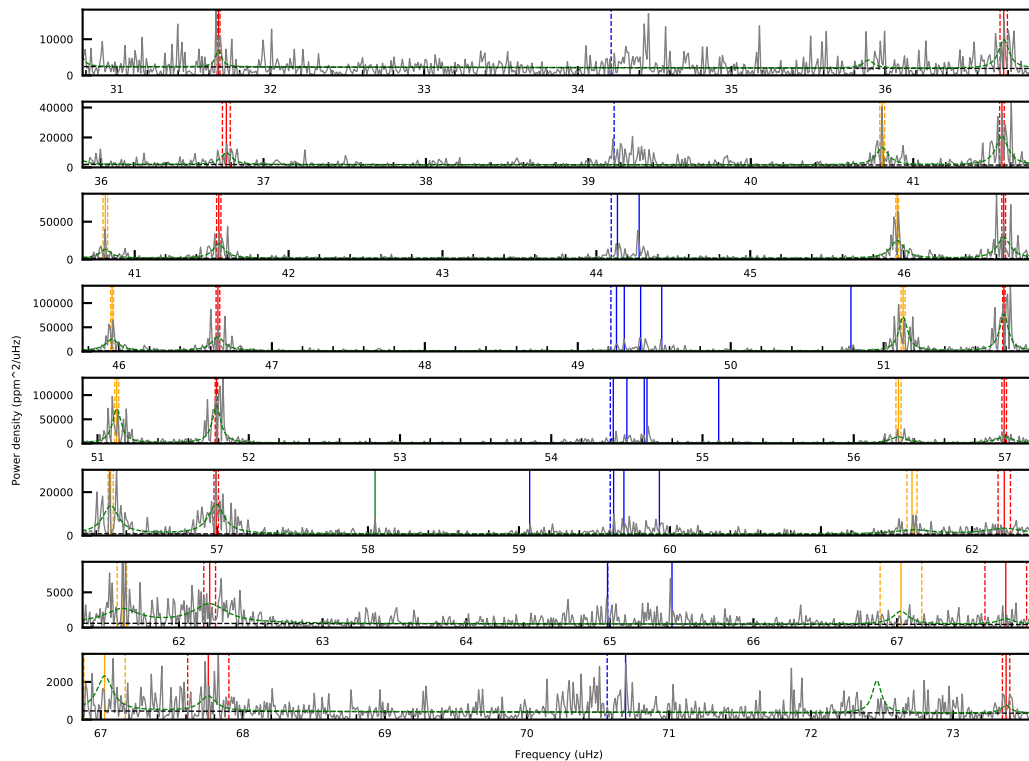 10000
0
31 32 33 34 35 36
40000
20000
0
36 37 38 39 40 41
50000
0
41 42 43 44 45 46
100000
50000
0
46 47 48 49 50 51
100000
50000
0
51 52 53 54 55 56 57
Power density (ppm^2/uHz)
20000
0
57 58 59 60 61 62
5000
0
62 63 64 65 66 67
2000
0
67 68 69 70 71 72 73
Frequency (uHz)